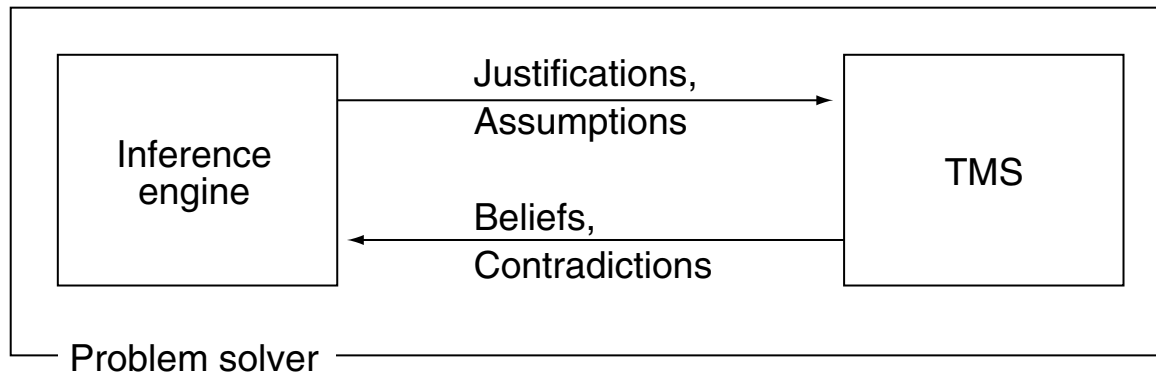 Inference
engine
Justifications,
Assumptions
Beliefs,
Contradictions
TMS
Problem solver